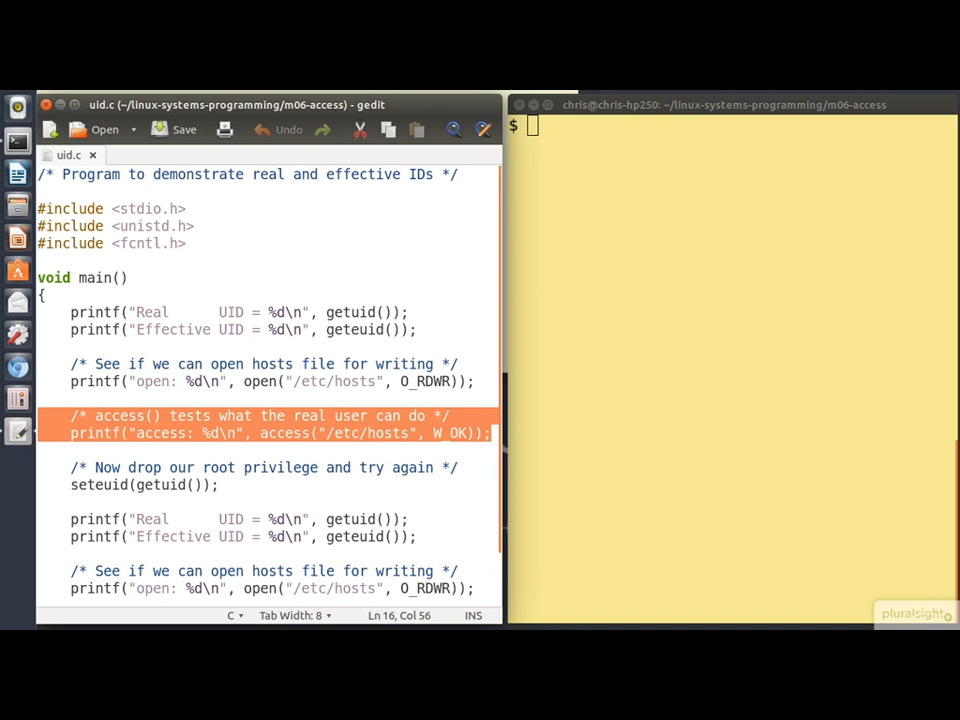 uid.c (~/linux-systems-programming/m06-access) - gedit
Open
Save
Undo
uid.c
/* Program to demonstrate real and effective IDs */
#include <stdio.h>
#include <unistd.h>
#include <fcntl.h>
void main()
{
printf("Real      UID = %d\n", getuid());
printf("Effective UID = %d\n", geteuid());
/* See if we can open hosts file for writing */
printf("open: %d\n", open("/etc/hosts", O_RDWR));
/* access() tests what the real user can do */
printf("access: %d\n", access("/etc/hosts", W_OK));
/* Now drop our root privilege and try again */
seteuid(getuid());
printf("Real      UID = %d\n", getuid());
printf("Effective UID = %d\n", geteuid());
/* See if we can open hosts file for writing */
printf("open: %d\n", open("/etc/hosts", O_RDWR));
C
Tab Width: 8
Ln 16, Col 56
INS
chris@chris-hp250: ~/linux-systems-programming/m06-access
$
pluralsight